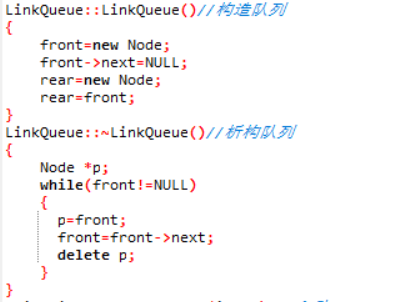 LinkQueue::LinkQueue()//构造队列
{
front=new Node;
front->next=NULL;
rear=new Node;
rear=front;
}
LinkQueue::~LinkQueue()//析构队列
{
Node *p;
while(front!=NULL)
{
p=front;
front=front->next;
delete p;
}
}